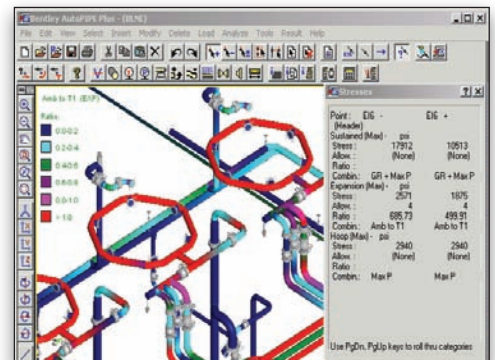 Bentley AutoPIPE Plus - (BLNL)
File Edit View Select Insert Modify Delete Load Analyze Tools Result Help
Amb to T1 (EXP)
Ratio:
0.0-0.2
0.2-0.4
0.4-0.6
0.6-0.8
0.8-1.0
> 1.0
Stresses
Point : E16 - E16 +
(Header)
Sustained (Max) - psi
Stress : 17912 10513
Allow. : (None) (None)
Ratio :
Combin.: GR + Max P GR + Max P
Expansion (Max) - psi
Stress : 2571 1875
Allow. : 4 4
Ratio : 685.73 499.91
Combin.: Amb to T1 Amb to T1
Hoop (Max) - psi
Stress : 2940 2940
Allow. : (None) (None)
Ratio :
Combin.: Max P Max P
Use PgDn, PgUp keys to roll thru categories